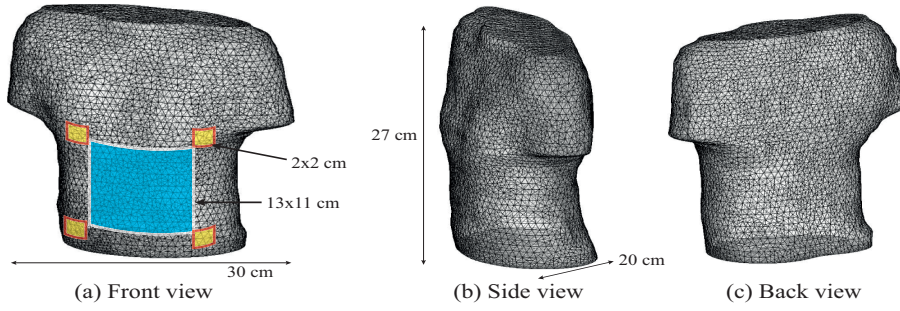 2x2 cm
13x11 cm
30 cm
(a) Front view
27 cm
20 cm
(b) Side view
(c) Back view